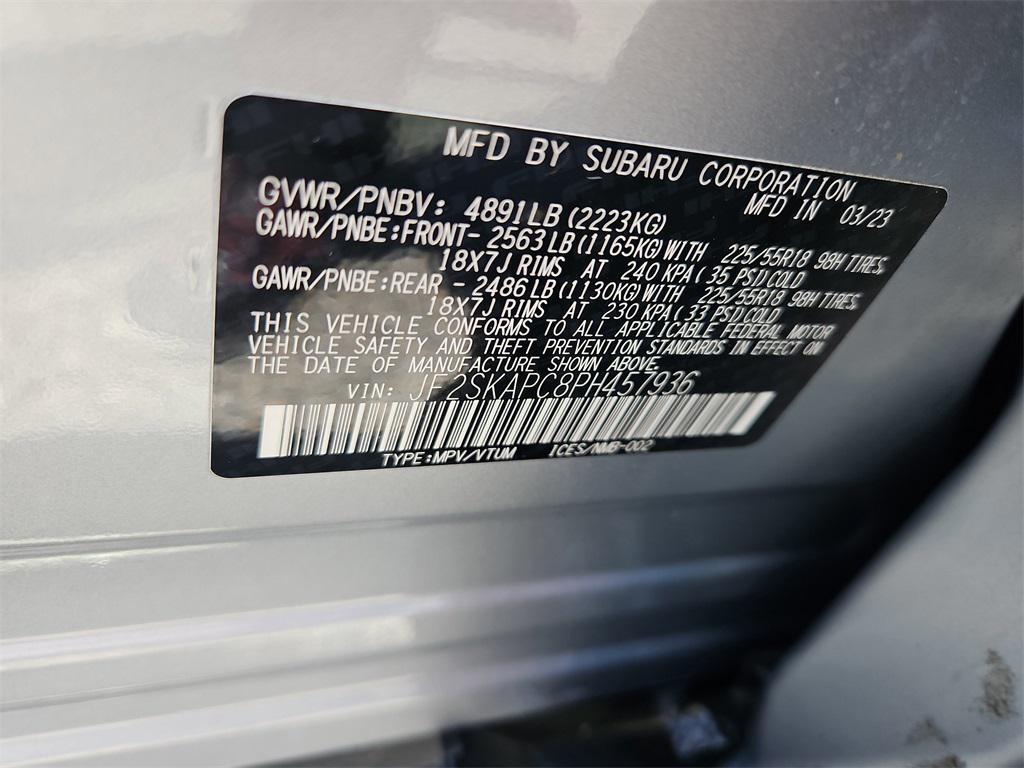 MFD BY SUBARU CORPORATION
MFD IN 03/23
GVWR/PNBV: 4891LB(2223KG)
GAWR/PNBE:FRONT- 2563LB(1165KG)WITH 225/55R18 98H TIRES,
18X7J RIMS AT 240 KPA(35 PSI)COLD
GAWR/PNBE:REAR - 2486LB(1130KG)WITH 225/55R18 98H TIRES,
18X7J RIMS AT 230 KPA(33 PSI)COLD
THIS VEHICLE CONFORMS TO ALL APPLICABLE FEDERAL MOTOR
VEHICLE SAFETY AND THEFT PREVENTION STANDARDS IN EFFECT ON
THE DATE OF MANUFACTURE SHOWN ABOVE.
VIN: JF2SKAPC8PH457936
TYPE:MPV/VTUM ICES/NMB-002